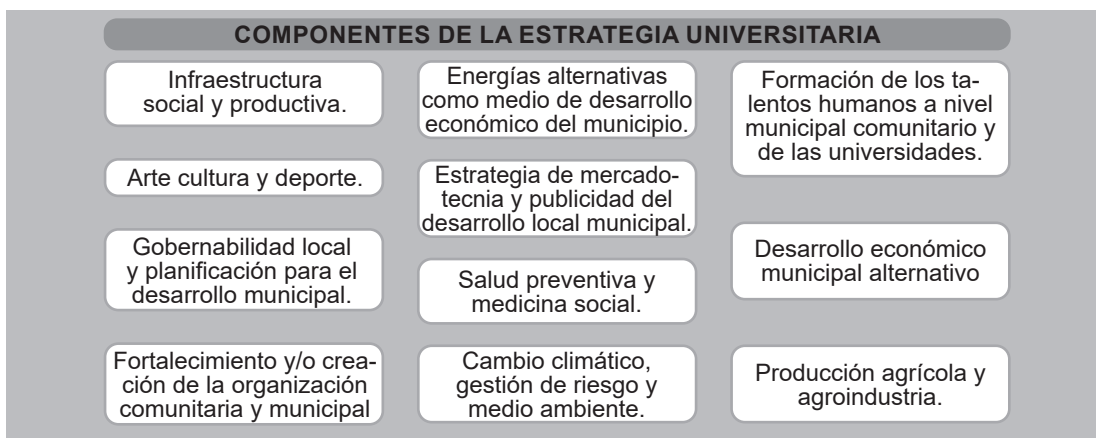 COMPONENTES DE LA ESTRATEGIA UNIVERSITARIA
Infraestructura
social y productiva.
Arte cultura y deporte.
Gobernabilidad local
y planificación para el
desarrollo municipal.
Fortalecimiento y/o crea-
ción de la organización
comunitaria y municipal
Energías alternativas
como medio de desarrollo
económico del municipio.
Estrategia de mercado-
tecnia y publicidad del
desarrollo local municipal.
Salud preventiva y
medicina social.
Cambio climático,
gestión de riesgo y
medio ambiente.
Formación de los ta-
lentos humanos a nivel
municipal comunitario y
de las universidades.
Desarrollo económico
municipal alternativo
Producción agrícola y
agroindustria.